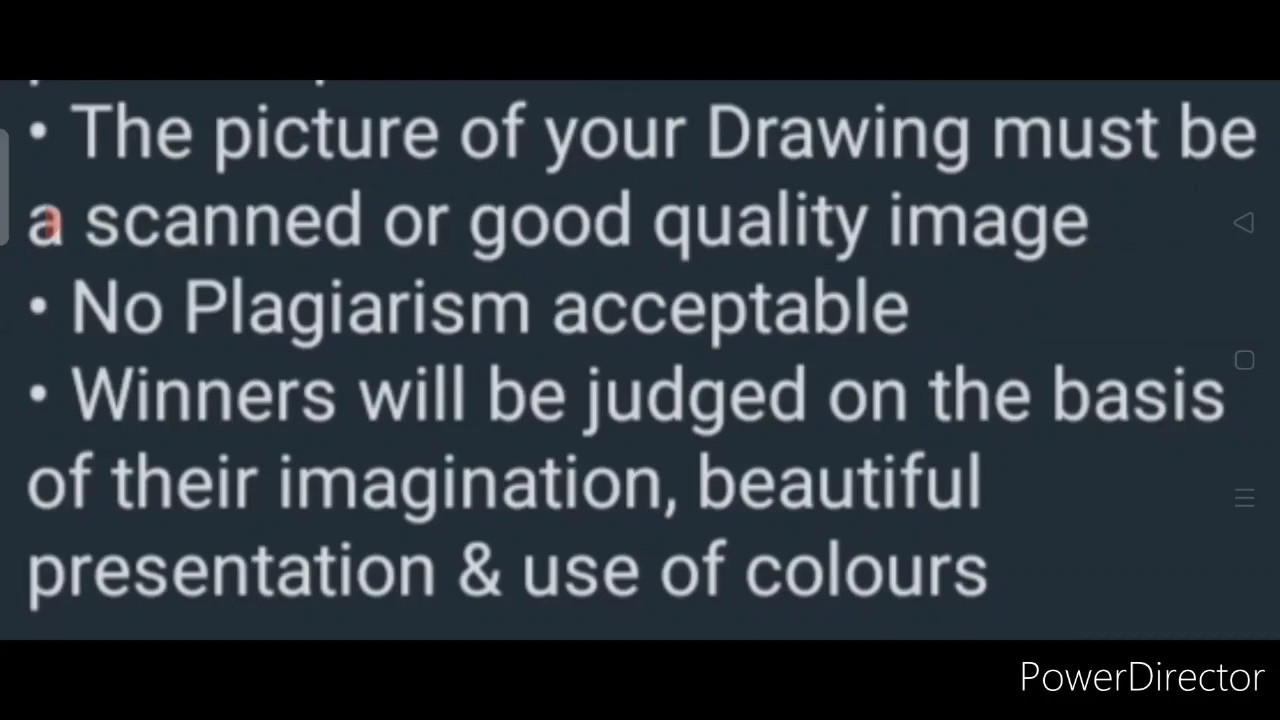 • The picture of your Drawing must be
a scanned or good quality image
• No Plagiarism acceptable
• Winners will be judged on the basis
of their imagination, beautiful
presentation & use of colours
PowerDirector